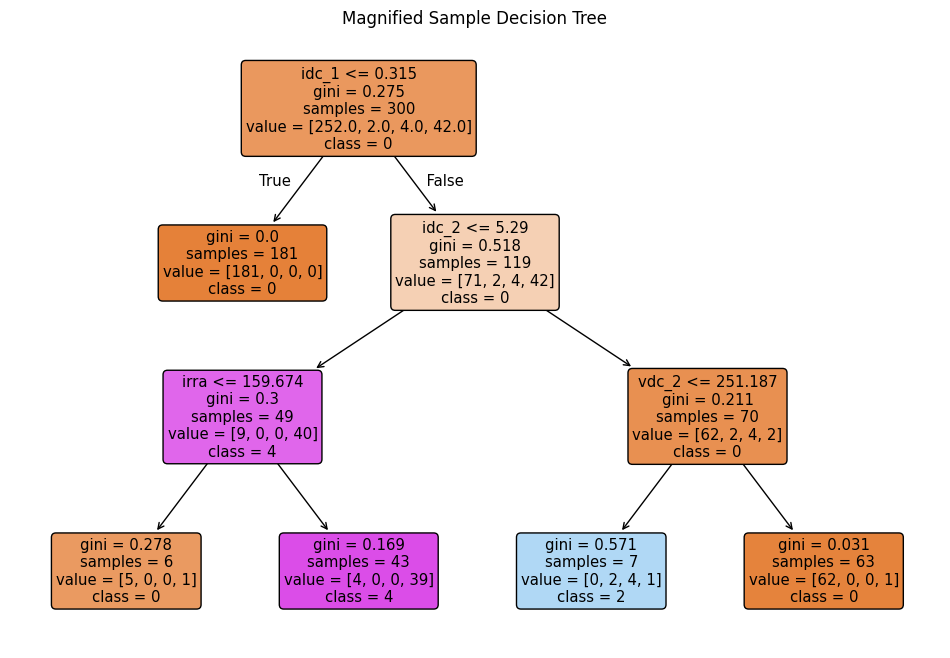 Magnified Sample Decision Tree
idc_1 <= 0.315
gini = 0.275
samples = 300
value = [252.0, 2.0, 4.0, 42.0]
class = 0
True
False
gini = 0.0
samples = 181
value = [181, 0, 0, 0]
class = 0
idc_2 <= 5.29
gini = 0.518
samples = 119
value = [71, 2, 4, 42]
class = 0
irra <= 159.674
gini = 0.3
samples = 49
value = [9, 0, 0, 40]
class = 4
vdc_2 <= 251.187
gini = 0.211
samples = 70
value = [62, 2, 4, 2]
class = 0
gini = 0.278
samples = 6
value = [5, 0, 0, 1]
class = 0
gini = 0.169
samples = 43
value = [4, 0, 0, 39]
class = 4
gini = 0.571
samples = 7
value = [0, 2, 4, 1]
class = 2
gini = 0.031
samples = 63
value = [62, 0, 0, 1]
class = 0